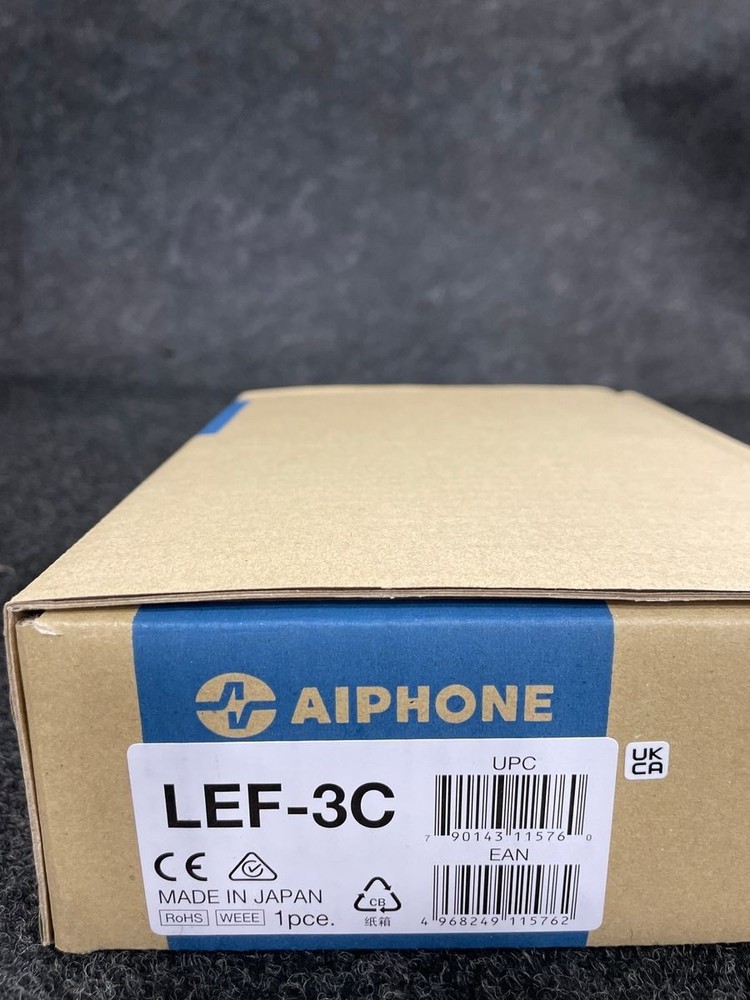 AIPHONE
LEF-3C
UPC
7 90143 11576 0
EAN
4 968249 115762
UK
CA
CE
MADE IN JAPAN
RoHS WEEE 1pce.
CB
纸箱